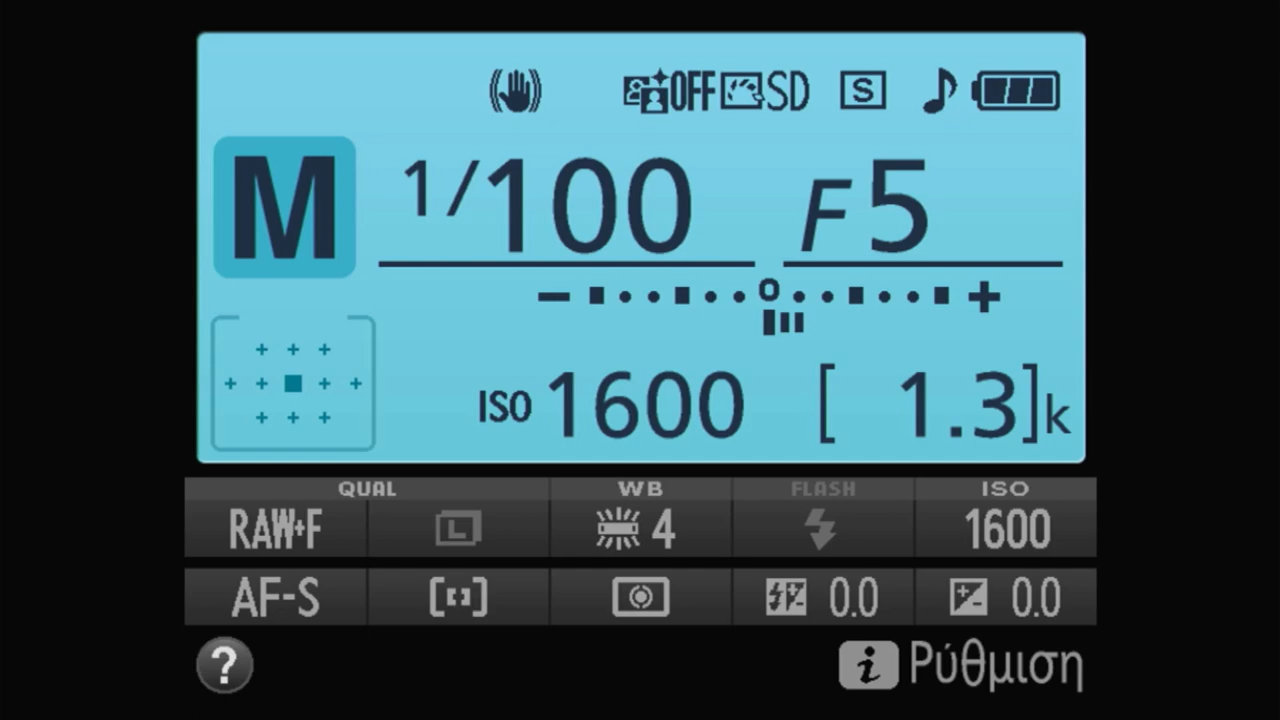 OFF SD S
M 1/100 F5
− 0 +
ISO 1600 [ 1.3]k
QUAL WB FLASH ISO
RAW+F L 4 1600
AF-S 0.0 0.0
? i Ρύθμιση